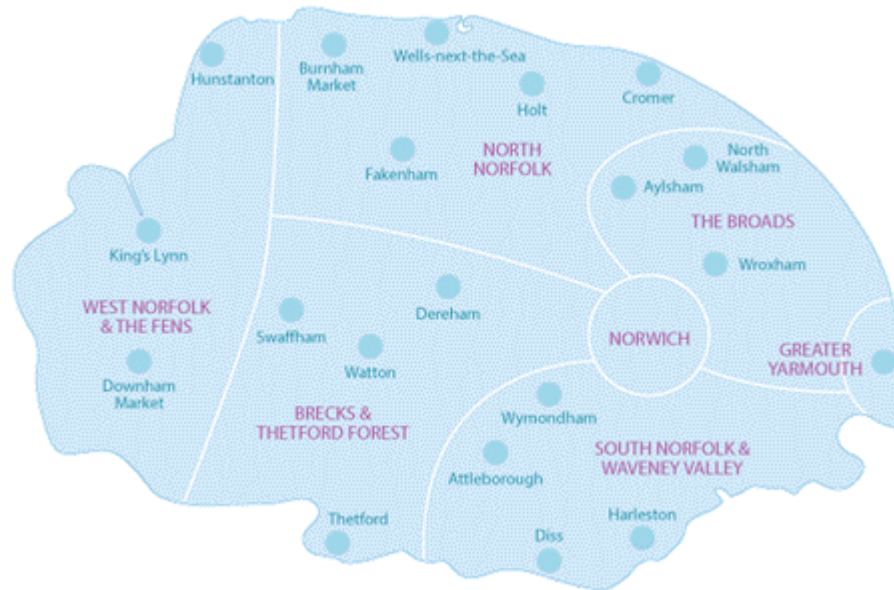 Hunstanton
Burnham
Market
Wells-next-the-Sea
Holt
Cromer
Fakenham
NORTH
NORFOLK
North
Walsham
Aylsham
THE BROADS
Wroxham
King's Lynn
WEST NORFOLK
& THE FENS
Downham
Market
Swaffham
Dereham
Watton
BRECKS &
THETFORD FOREST
Thetford
NORWICH
GREATER
YARMOUTH
Wymondham
Attleborough
SOUTH NORFOLK &
WAVENEY VALLEY
Harleston
Diss